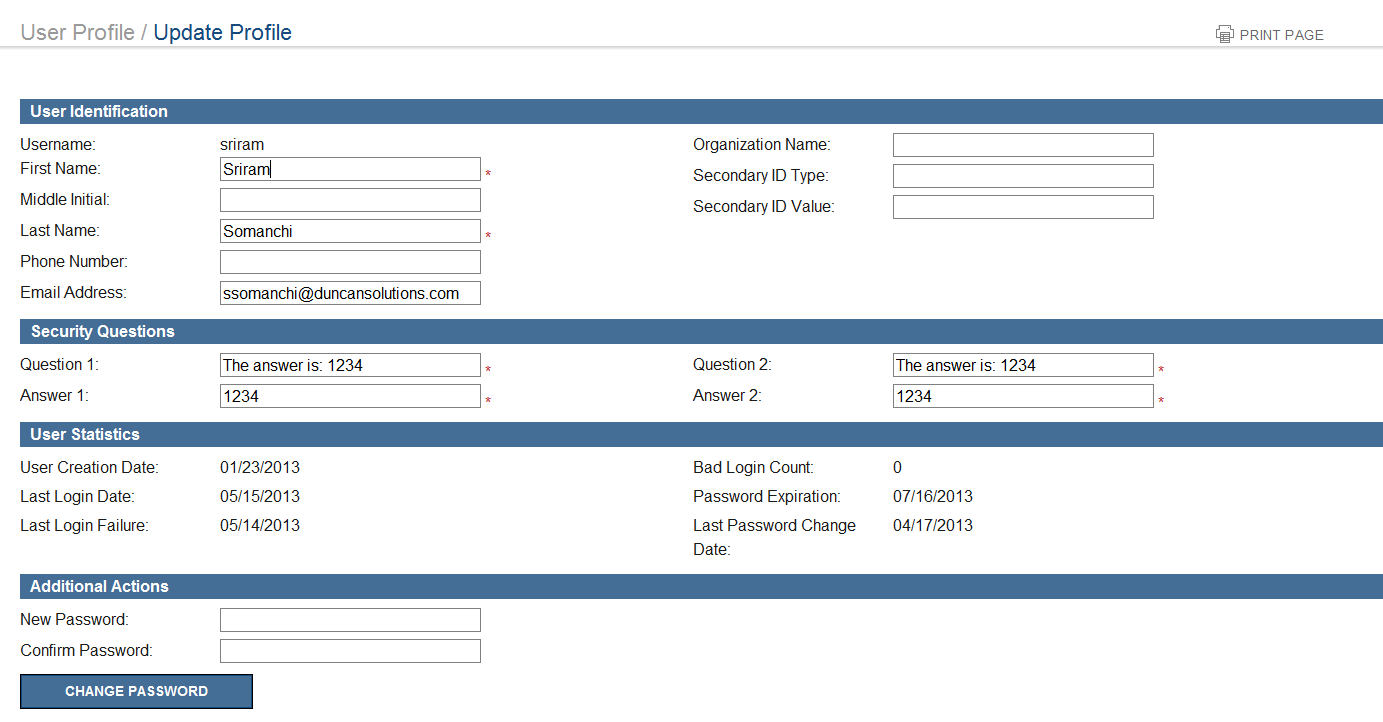 User Profile / Update Profile
PRINT PAGE
User Identification
Username: sriram
First Name: Sriram *
Middle Initial:
Last Name: Somanchi *
Phone Number:
Email Address: ssomanchi@duncansolutions.com
Organization Name:
Secondary ID Type:
Secondary ID Value:
Security Questions
Question 1: The answer is: 1234 *
Answer 1: 1234 *
Question 2: The answer is: 1234 *
Answer 2: 1234 *
User Statistics
User Creation Date: 01/23/2013
Last Login Date: 05/15/2013
Last Login Failure: 05/14/2013
Bad Login Count: 0
Password Expiration: 07/16/2013
Last Password Change 04/17/2013
Date:
Additional Actions
New Password:
Confirm Password:
CHANGE PASSWORD